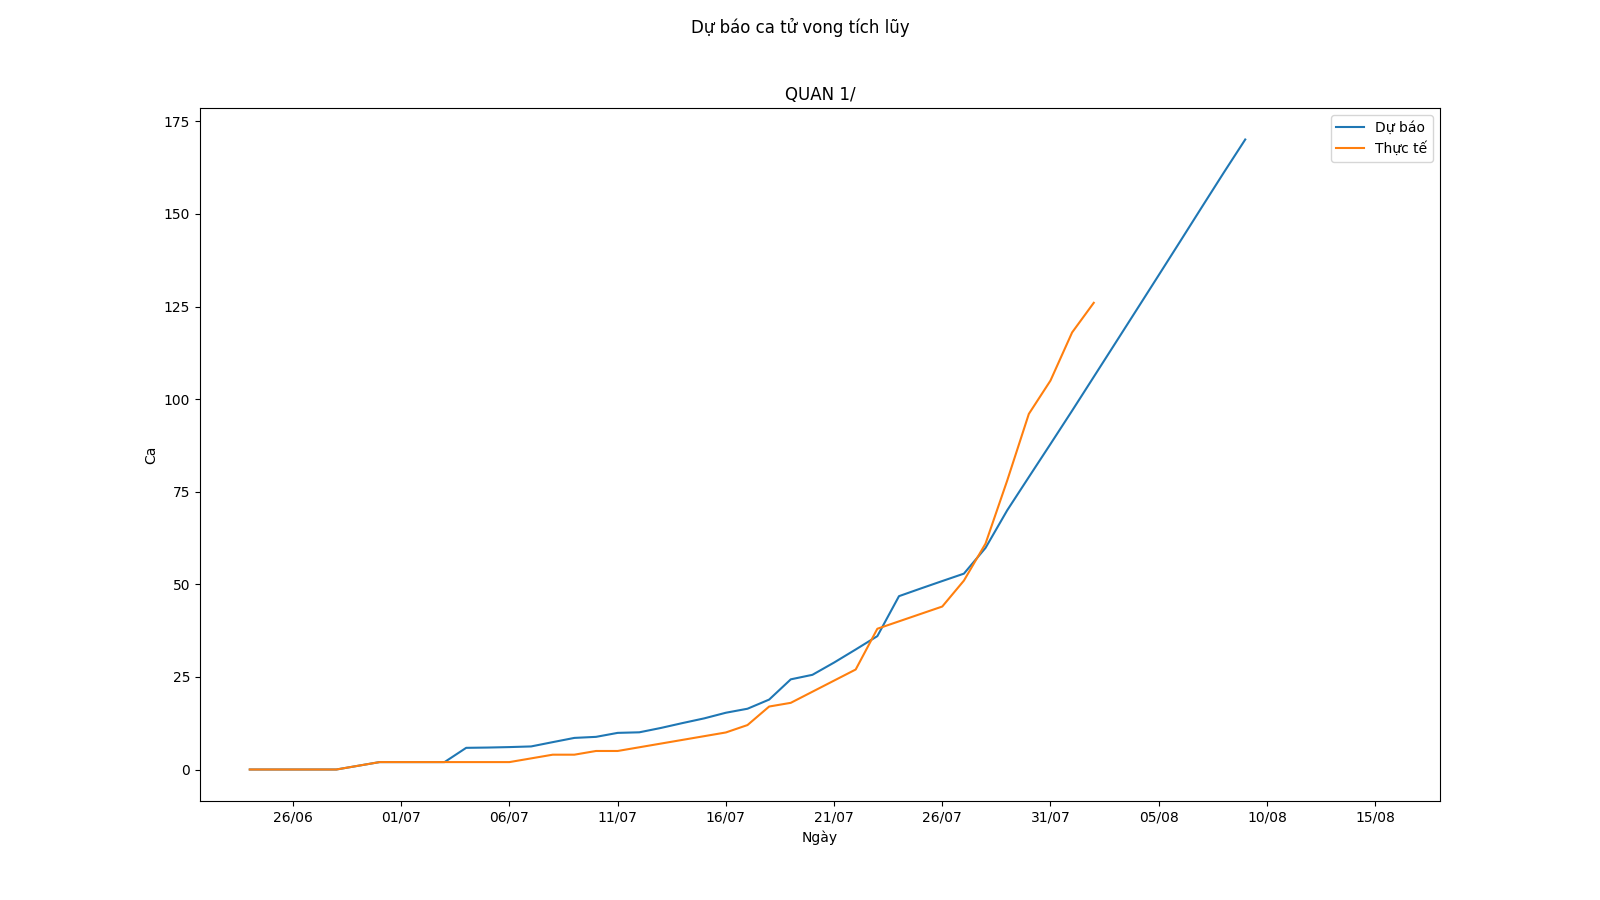 Dự báo ca tử vong tích lũy
QUAN 1/
175
150
125
100
75
50
25
0
Ca
Dự báo
Thực tế
26/06 01/07 06/07 11/07 16/07 21/07 26/07 31/07 05/08 10/08 15/08
Ngày